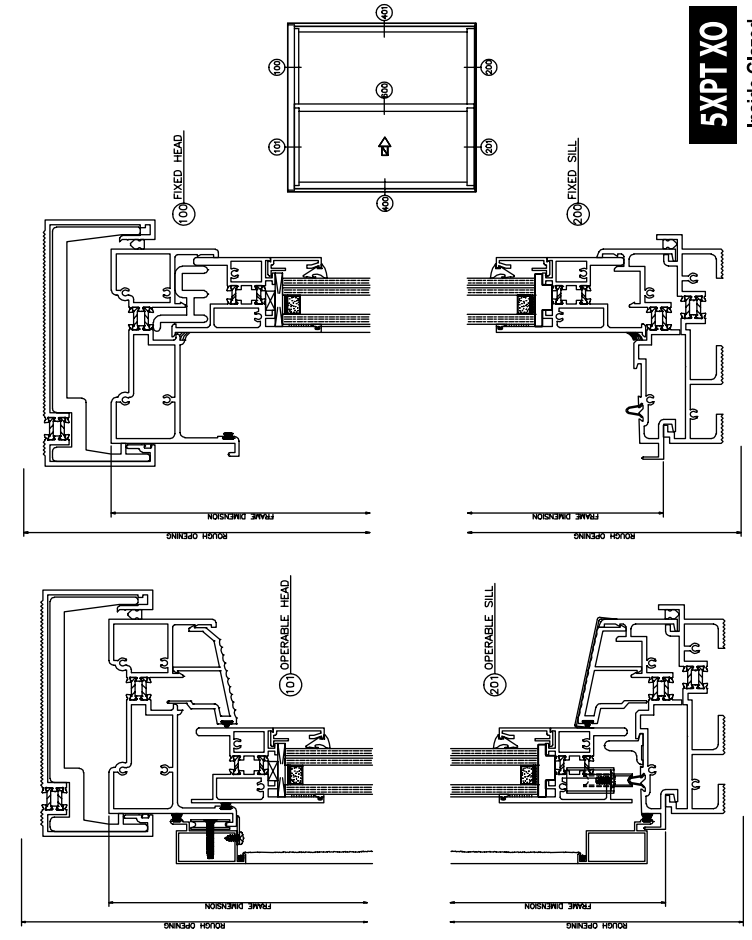 5XPT XO
Inside Glazed
401
100
200
600
101
201
400
100 FIXED HEAD
200 FIXED SILL
FRAME DIMENSION
ROUGH OPENING
FRAME DIMENSION
ROUGH OPENING
101 OPERABLE HEAD
201 OPERABLE SILL
FRAME DIMENSION
ROUGH OPENING
FRAME DIMENSION
ROUGH OPENING